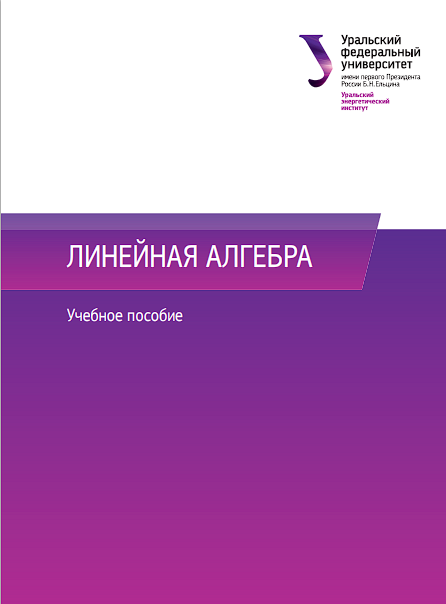 Уральский
федеральный
университет
имени первого Президента
России Б.Н.Ельцина
Уральский
энергетический
институт
ЛИНЕЙНАЯ АЛГЕБРА
Учебное пособие